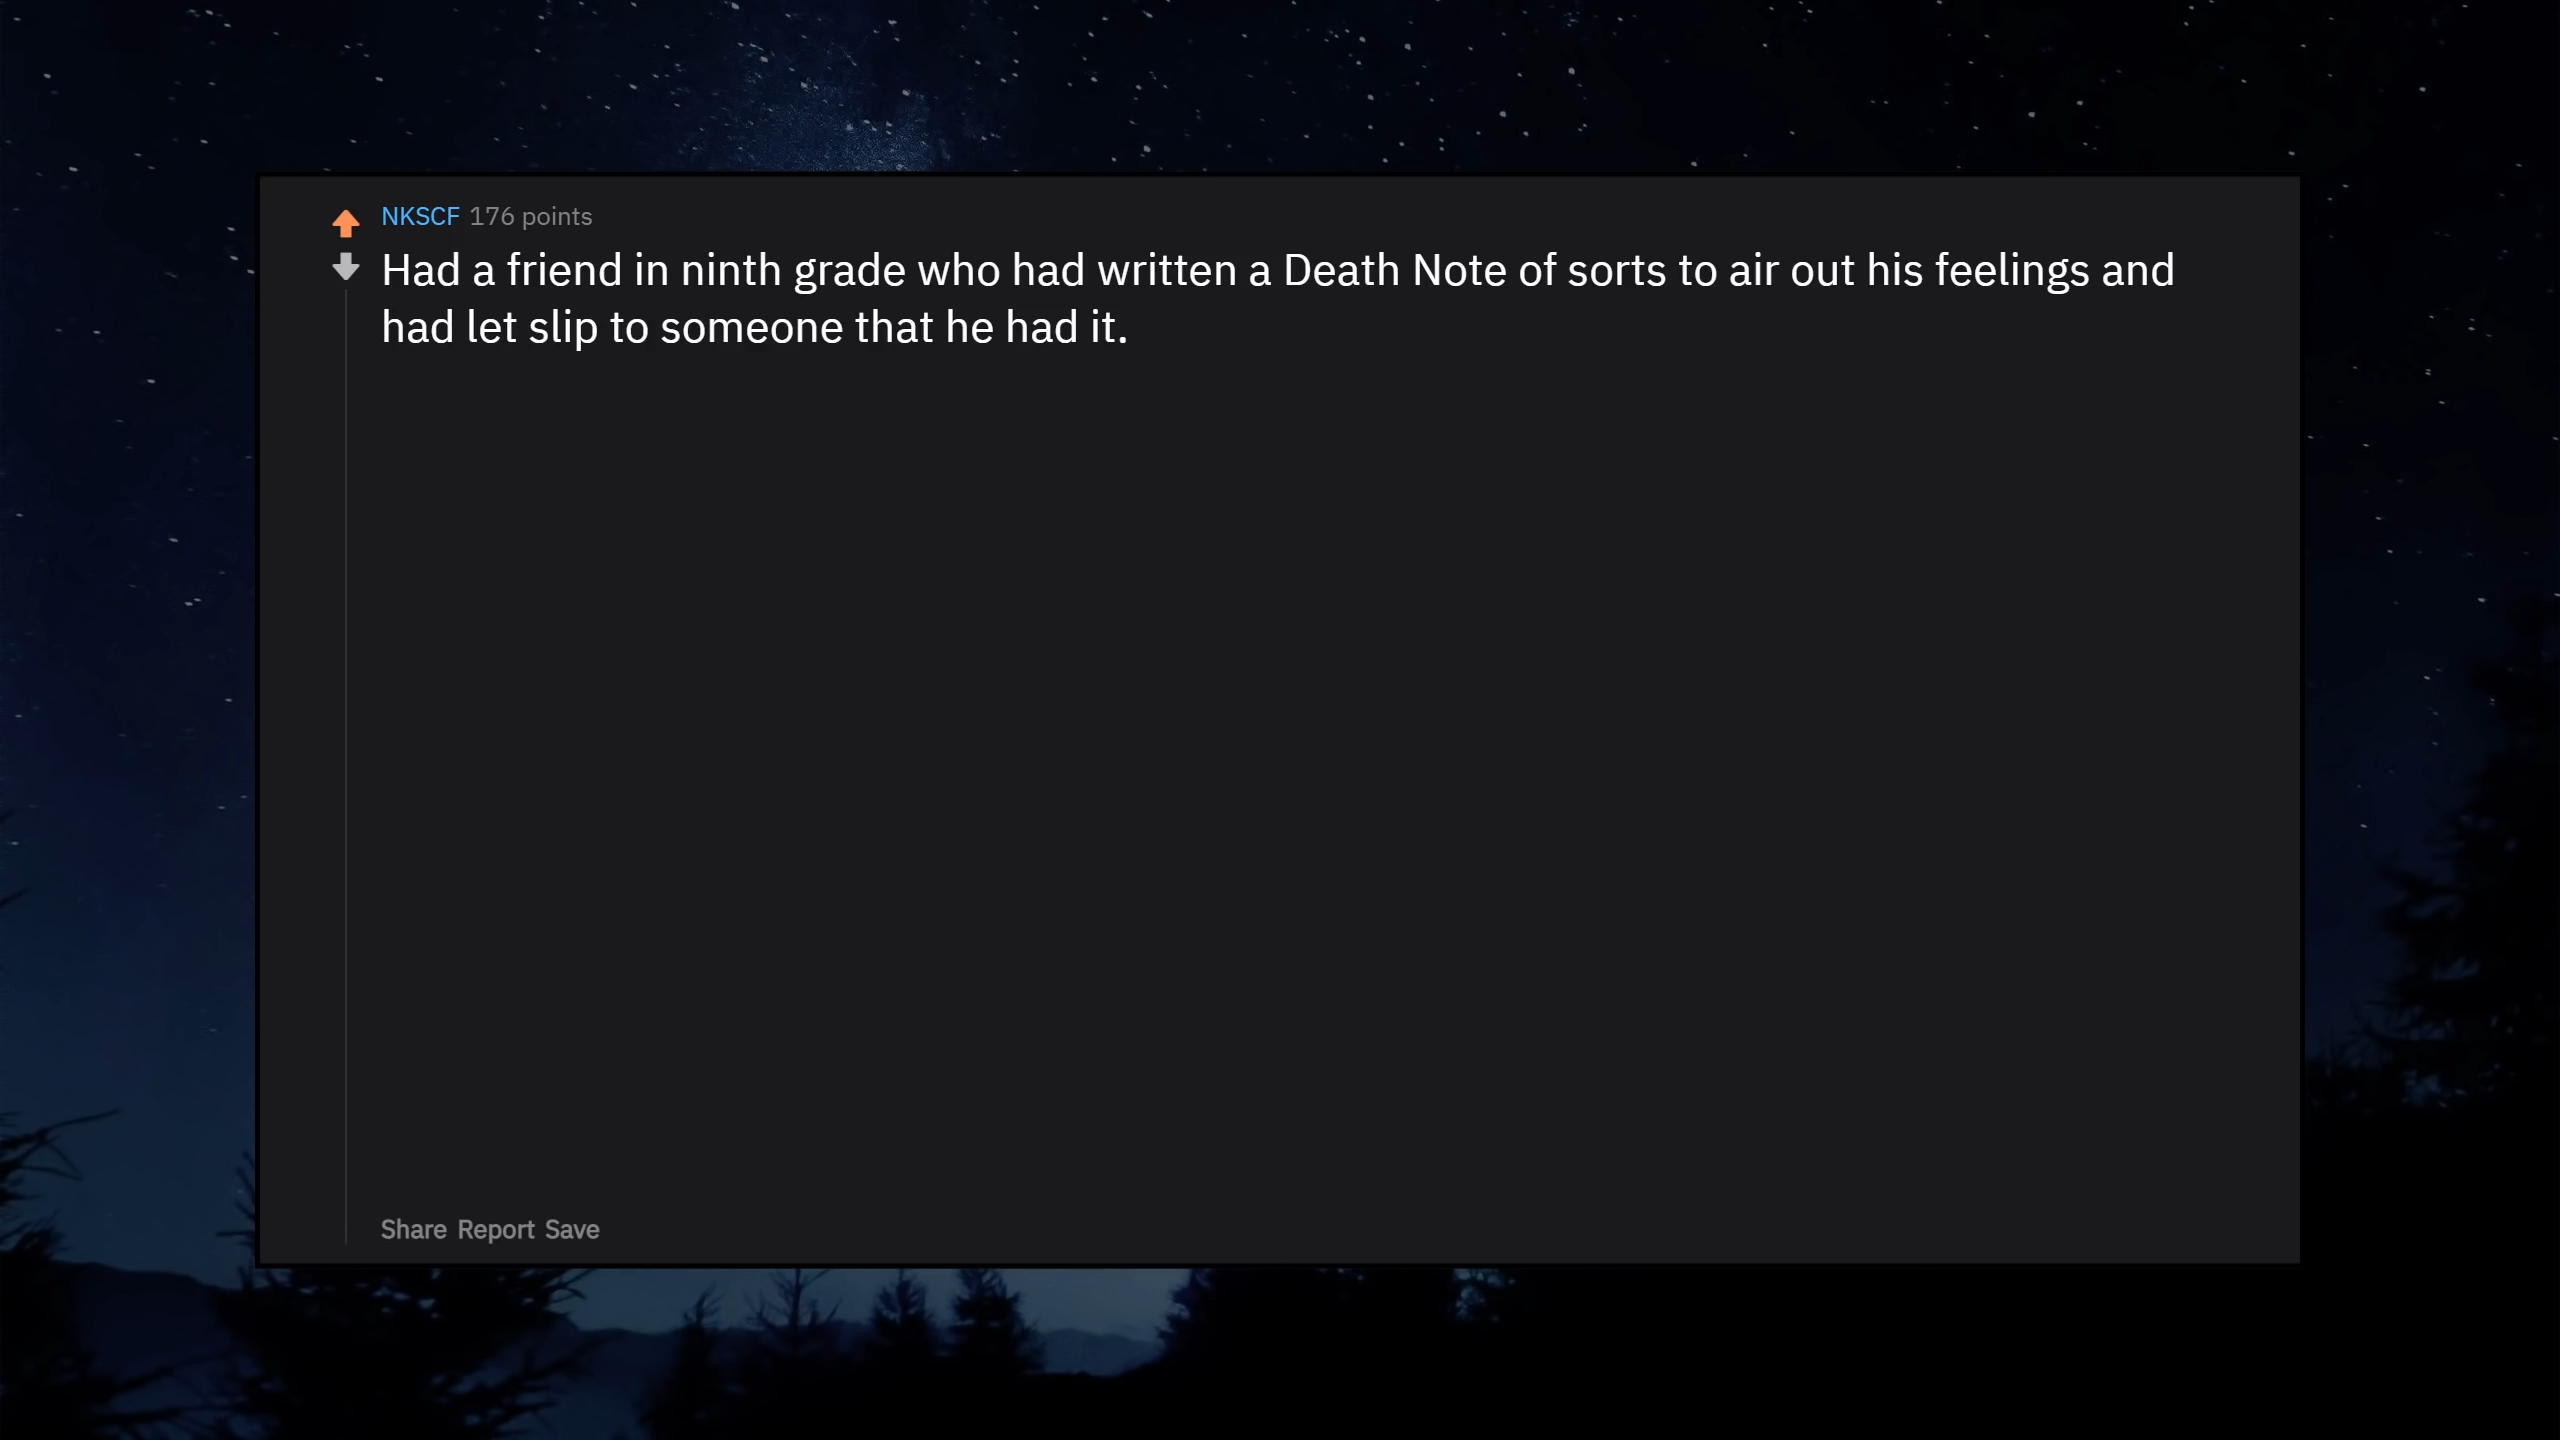 NKSCF 176 points
Had a friend in ninth grade who had written a Death Note of sorts to air out his feelings and
had let slip to someone that he had it.
Share Report Save